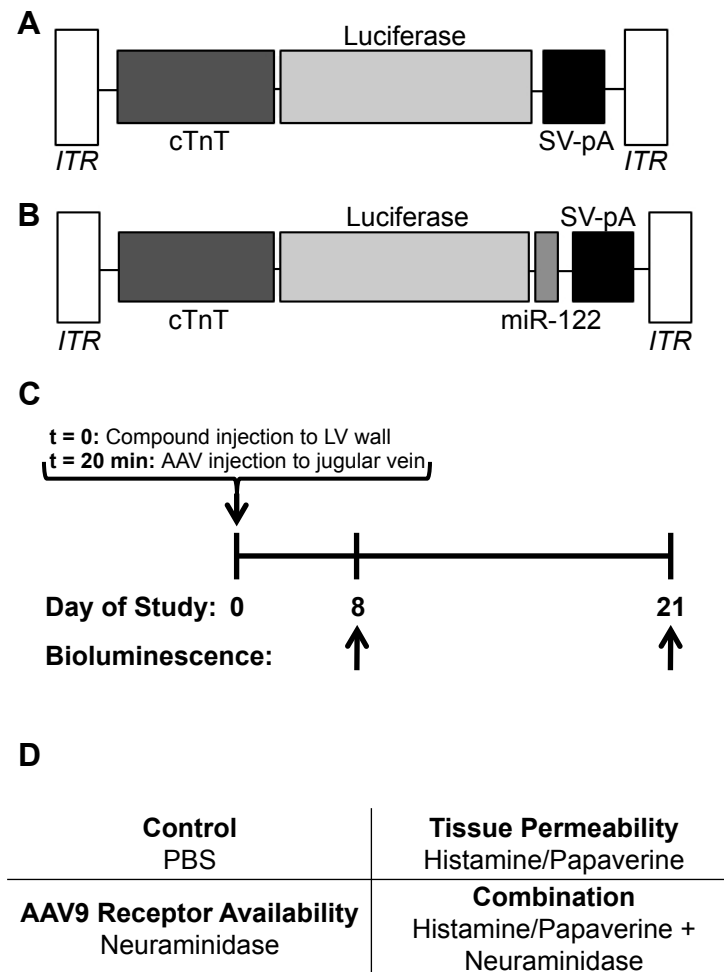 A
Luciferase
cTnT
SV-pA
ITR
ITR
B
Luciferase
SV-pA
cTnT
miR-122
ITR
ITR
C
t = 0: Compound injection to LV wall
t = 20 min: AAV injection to jugular vein
Day of Study: 0 8 21
Bioluminescence:
D
Control
PBS
Tissue Permeability
Histamine/Papaverine
AAV9 Receptor Availability
Neuraminidase
Combination
Histamine/Papaverine +
Neuraminidase